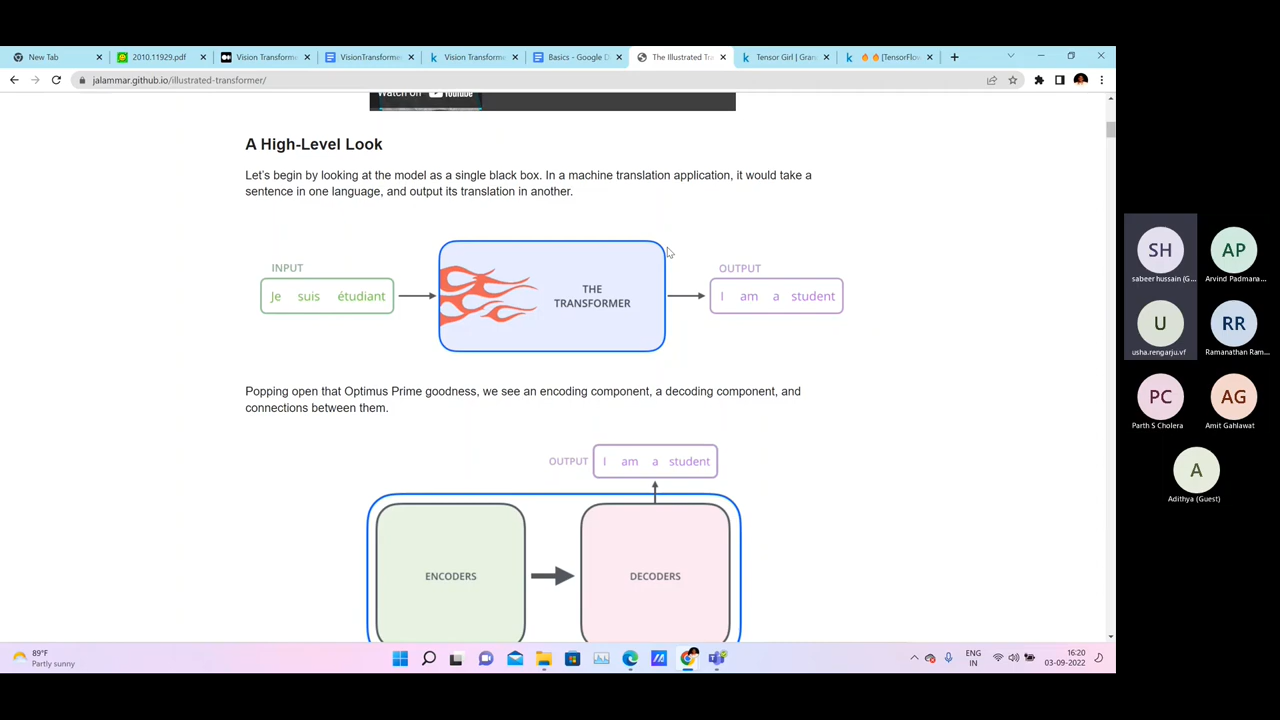 New Tab
2010.11929.pdf
Vision Transforme
VisionTransforme
Vision Transforme
Basics - Google D
The Illustrated Tra
Tensor Girl | Gran
[TensorFlow
jalammar.github.io/illustrated-transformer/
Watch on YouTube
A High-Level Look
Let's begin by looking at the model as a single black box. In a machine translation application, it would take a
sentence in one language, and output its translation in another.
INPUT
Je suis étudiant
THE
TRANSFORMER
OUTPUT
I am a student
Popping open that Optimus Prime goodness, we see an encoding component, a decoding component, and
connections between them.
OUTPUT
I am a student
ENCODERS
DECODERS
SH
sabeer hussain (G...
AP
Arvind Padmana...
U
usha.rengarju.vf
RR
Ramanathan Ram...
PC
Parth S Cholera
AG
Amit Gahlawat
A
Adithya (Guest)
89°F
Partly sunny
ENG
IN
16:20
03-09-2022